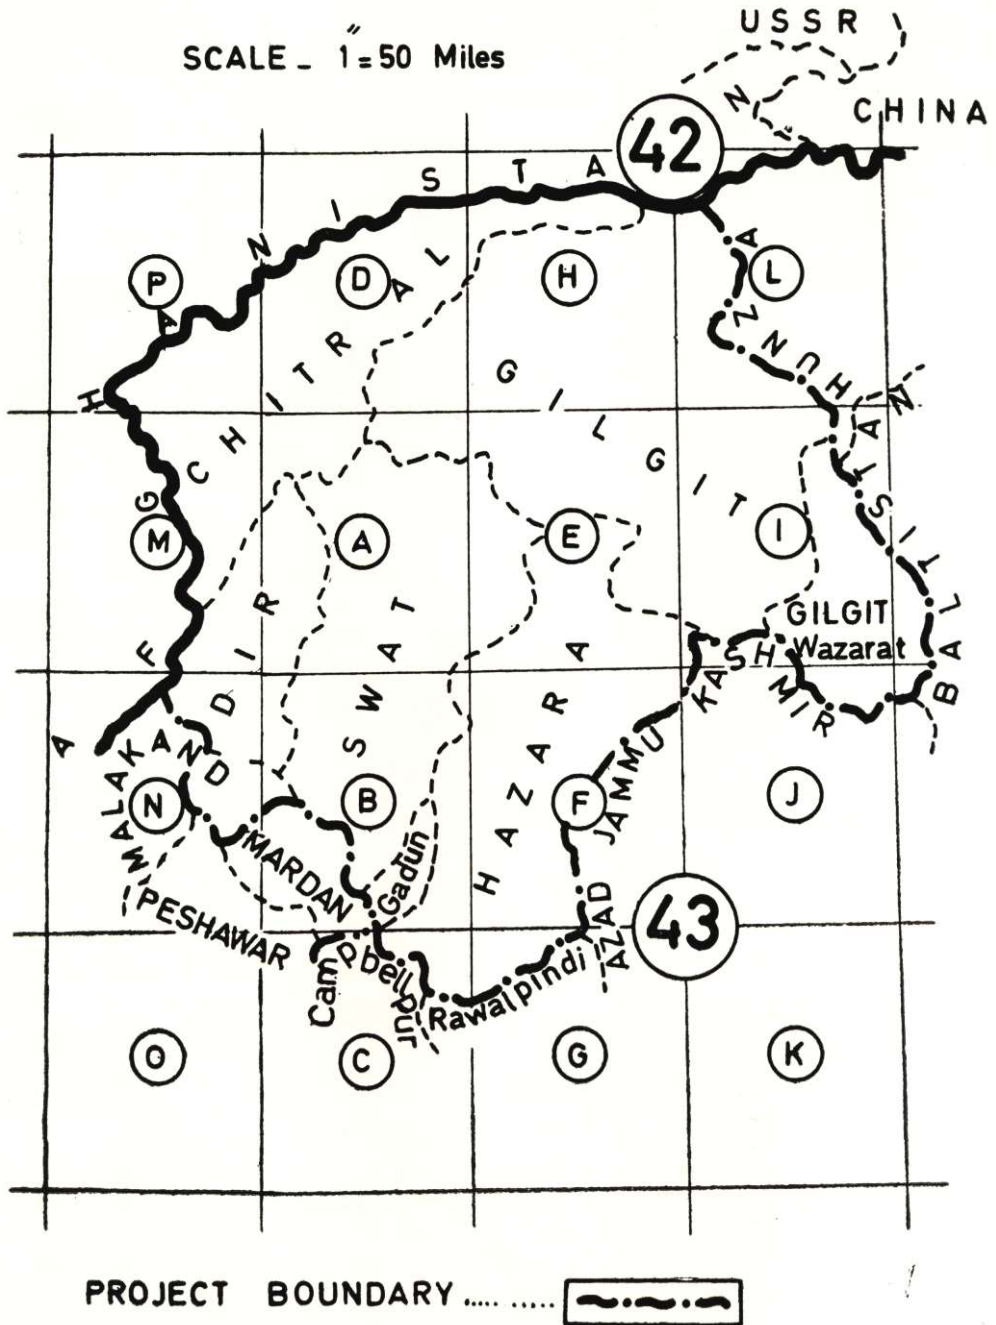 SCALE - 1" = 50 Miles
USSR
CHINA
42
AFGHANISTAN
P
D
H
L
CHITRAL
GILGIT
HUNZA
BALTISTAN
M
A
E
I
DIR
SWAT
HAZARA
GILGIT
Wazarat
JAMMU KASHMIR
MALAKAND
N
B
F
J
MARDAN
Gadun
PESHAWAR
AZAD
43
Campbellpur
Rawalpindi
O
C
G
K
PROJECT BOUNDARY .... .....